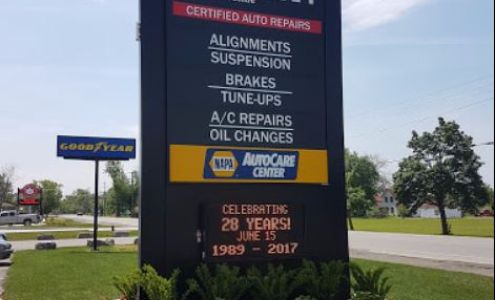 CERTIFIED AUTO REPAIRS
ALIGNMENTS
SUSPENSION
BRAKES
TUNE-UPS
A/C REPAIRS
OIL CHANGES
GOODYEAR
NAPA AUTOCARE
CENTER
CELEBRATING
28 YEARS!
JUNE 15
1989 - 2017